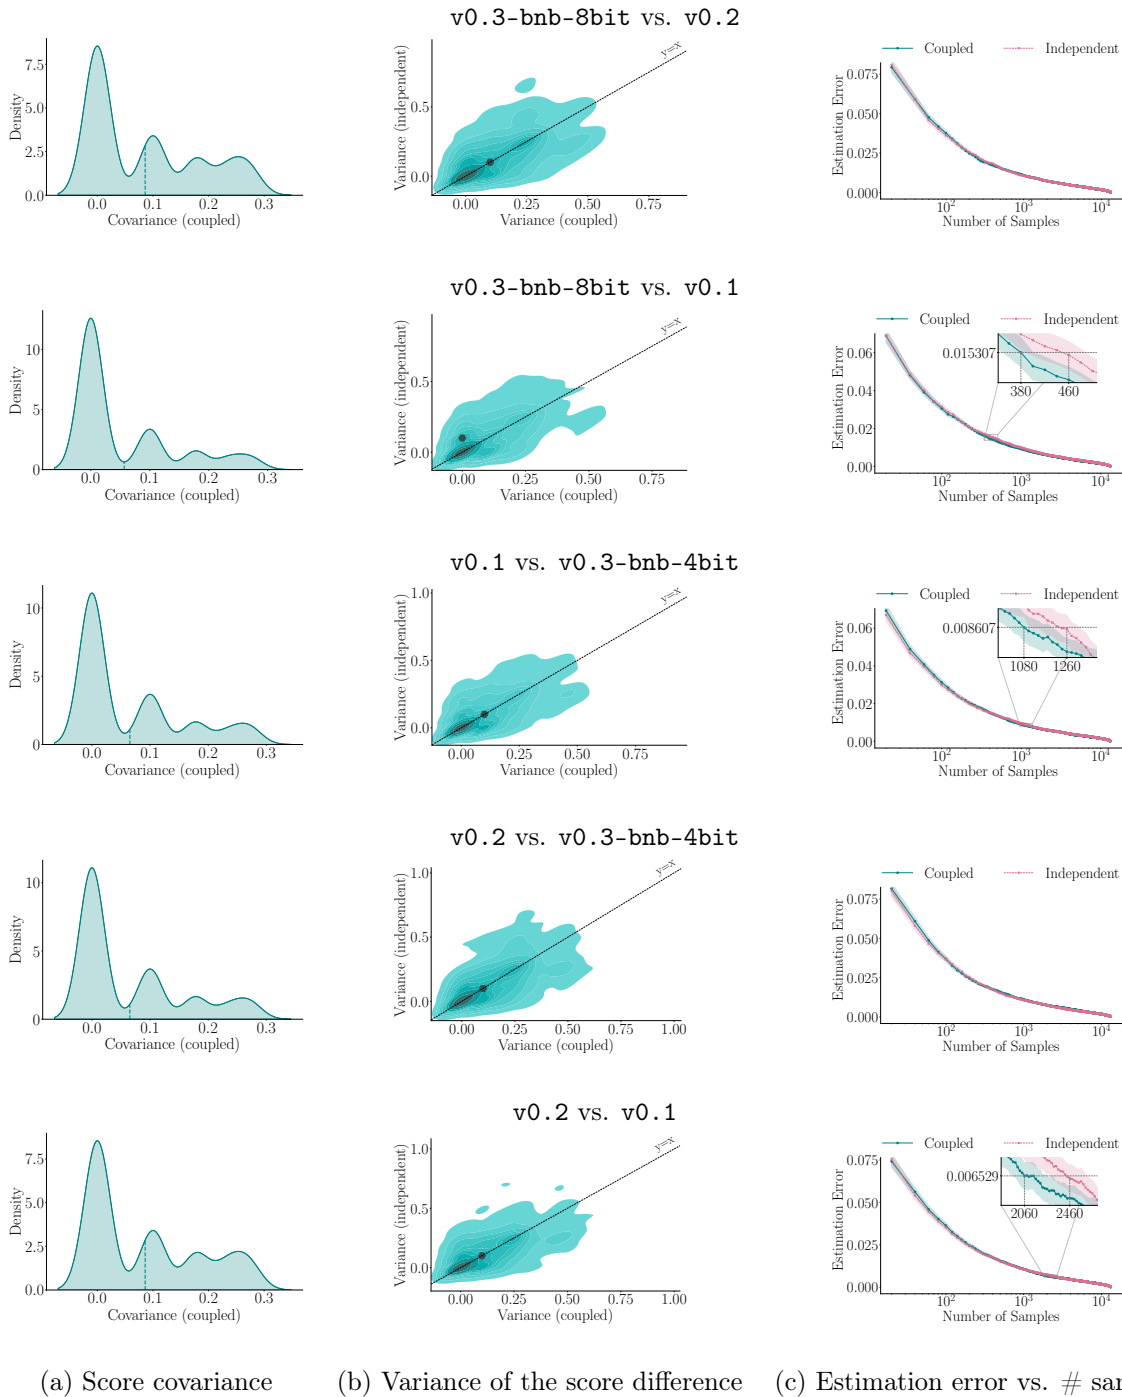 v0.3-bnb-8bit vs. v0.2
Density
7.5
5.0
2.5
0.0
0.0 0.1 0.2 0.3
Covariance (coupled)
Variance (independent)
0.5
0.0
y=x
0.00 0.25 0.50 0.75
Variance (coupled)
Coupled Independent
Estimation Error
0.075
0.050
0.025
0.000
10² 10³ 10⁴
Number of Samples
v0.3-bnb-8bit vs. v0.1
Density
10
5
0
0.0 0.1 0.2 0.3
Covariance (coupled)
Variance (independent)
0.5
0.0
y=x
0.00 0.25 0.50 0.75
Variance (coupled)
Coupled Independent
Estimation Error
0.06
0.04
0.02
0.00
0.015307
380 460
10² 10³ 10⁴
Number of Samples
v0.1 vs. v0.3-bnb-4bit
Density
10
5
0
0.0 0.1 0.2 0.3
Covariance (coupled)
Variance (independent)
1.0
0.5
0.0
y=x
0.00 0.25 0.50 0.75
Variance (coupled)
Coupled Independent
Estimation Error
0.06
0.04
0.02
0.00
0.008607
1080 1260
10² 10³ 10⁴
Number of Samples
v0.2 vs. v0.3-bnb-4bit
Density
10
5
0
0.0 0.1 0.2 0.3
Covariance (coupled)
Variance (independent)
1.0
0.5
0.0
y=x
0.00 0.25 0.50 0.75 1.00
Variance (coupled)
Coupled Independent
Estimation Error
0.075
0.050
0.025
0.000
10² 10³ 10⁴
Number of Samples
v0.2 vs. v0.1
Density
7.5
5.0
2.5
0.0
0.0 0.1 0.2 0.3
Covariance (coupled)
Variance (independent)
1.0
0.5
0.0
y=x
0.00 0.25 0.50 0.75 1.00
Variance (coupled)
Coupled Independent
Estimation Error
0.075
0.050
0.025
0.000
0.006529
2060 2460
10² 10³ 10⁴
Number of Samples
(a) Score covariance (b) Variance of the score difference (c) Estimation error vs. # sam